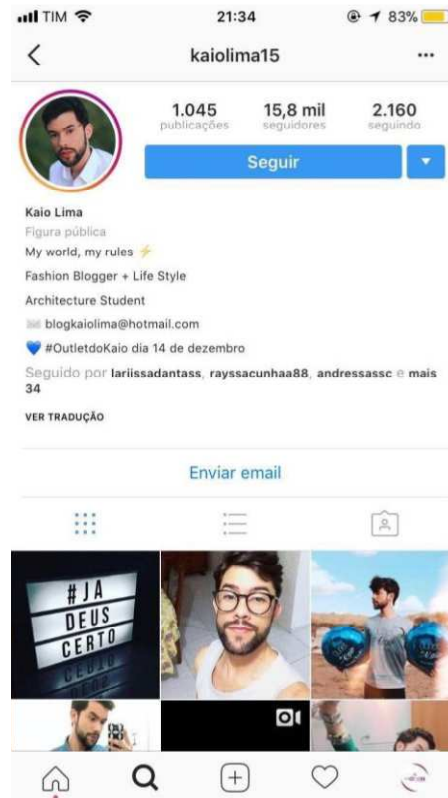 TIM 21:34 83%
kaiolima15
1.045 15,8 mil 2.160
publicações seguidores seguindo
Seguir
Kaio Lima
Figura pública
My world, my rules ⚡
Fashion Blogger + Life Style
Architecture Student
✉️ blogkaiolima@hotmail.com
💙 #OutletdoKaio dia 14 de dezembro
Seguido por lariissadantass, rayssacunhaa88, andressassc e mais
34
VER TRADUÇÃO
Enviar email
#JA
DEUS
CERTO